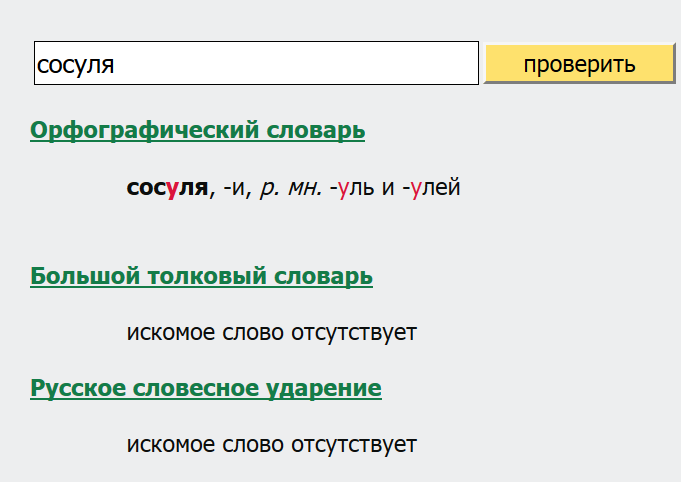 сосуля проверить
Орфографический словарь
сосуля, -и, р. мн. -уль и -улей
Большой толковый словарь
искомое слово отсутствует
Русское словесное ударение
искомое слово отсутствует